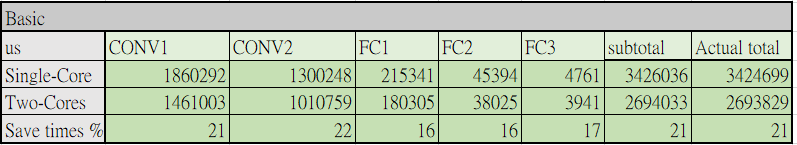 Basic
us CONV1 CONV2 FC1 FC2 FC3 subtotal Actual total
Single-Core 1860292 1300248 215341 45394 4761 3426036 3424699
Two-Cores 1461003 1010759 180305 38025 3941 2694033 2693829
Save times % 21 22 16 16 17 21 21